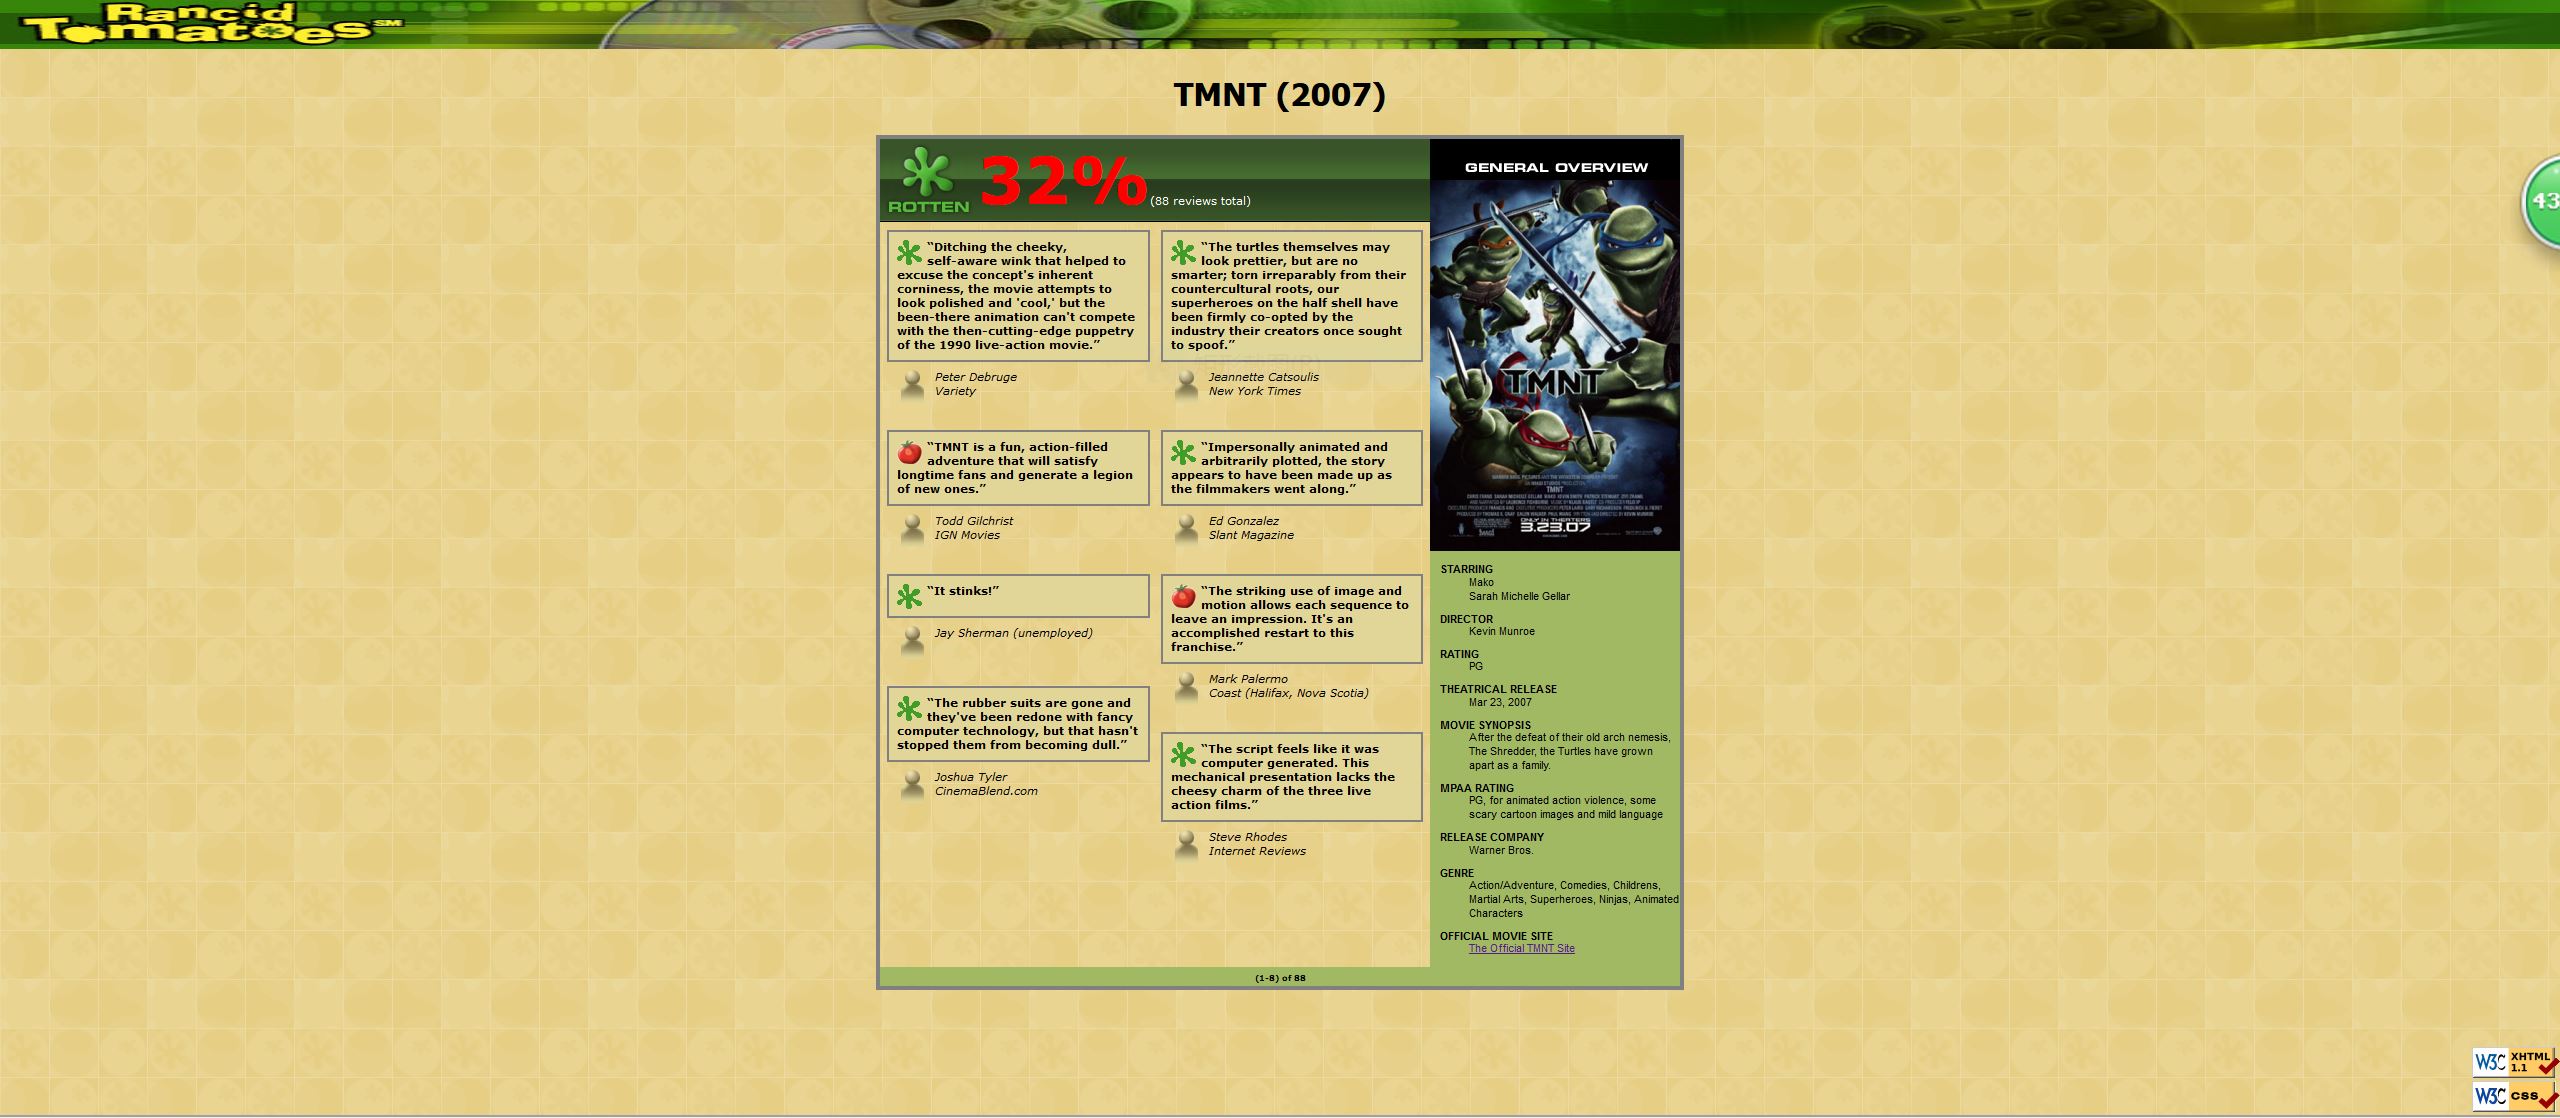 Rancid
Tomatoes SM
TMNT (2007)
ROTTEN
32%
(88 reviews total)
“Ditching the cheeky,
self-aware wink that helped to
excuse the concept's inherent
corniness, the movie attempts to
look polished and 'cool,' but the
been-there animation can't compete
with the then-cutting-edge puppetry
of the 1990 live-action movie.”
Peter Debruge
Variety
“TMNT is a fun, action-filled
adventure that will satisfy
longtime fans and generate a legion
of new ones.”
Todd Gilchrist
IGN Movies
“It stinks!”
Jay Sherman (unemployed)
“The rubber suits are gone and
they've been redone with fancy
computer technology, but that hasn't
stopped them from becoming dull.”
Joshua Tyler
CinemaBlend.com
“The turtles themselves may
look prettier, but are no
smarter; torn irreparably from their
countercultural roots, our
superheroes on the half shell have
been firmly co-opted by the
industry their creators once sought
to spoof.”
Jeannette Catsoulis
New York Times
“Impersonally animated and
arbitrarily plotted, the story
appears to have been made up as
the filmmakers went along.”
Ed Gonzalez
Slant Magazine
“The striking use of image and
motion allows each sequence to
leave an impression. It's an
accomplished restart to this
franchise.”
Mark Palermo
Coast (Halifax, Nova Scotia)
“The script feels like it was
computer generated. This
mechanical presentation lacks the
cheesy charm of the three live
action films.”
Steve Rhodes
Internet Reviews
GENERAL OVERVIEW
TMNT
TMNT
ONLY IN THEATERS
3.23.07
STARRING
Mako
Sarah Michelle Gellar
DIRECTOR
Kevin Munroe
RATING
PG
THEATRICAL RELEASE
Mar 23, 2007
MOVIE SYNOPSIS
After the defeat of their old arch nemesis,
The Shredder, the Turtles have grown
apart as a family.
MPAA RATING
PG, for animated action violence, some
scary cartoon images and mild language
RELEASE COMPANY
Warner Bros.
GENRE
Action/Adventure, Comedies, Childrens,
Martial Arts, Superheroes, Ninjas, Animated
Characters
OFFICIAL MOVIE SITE
The Official TMNT Site
(1-8) of 88
43
W3C XHTML
1.1
W3C css